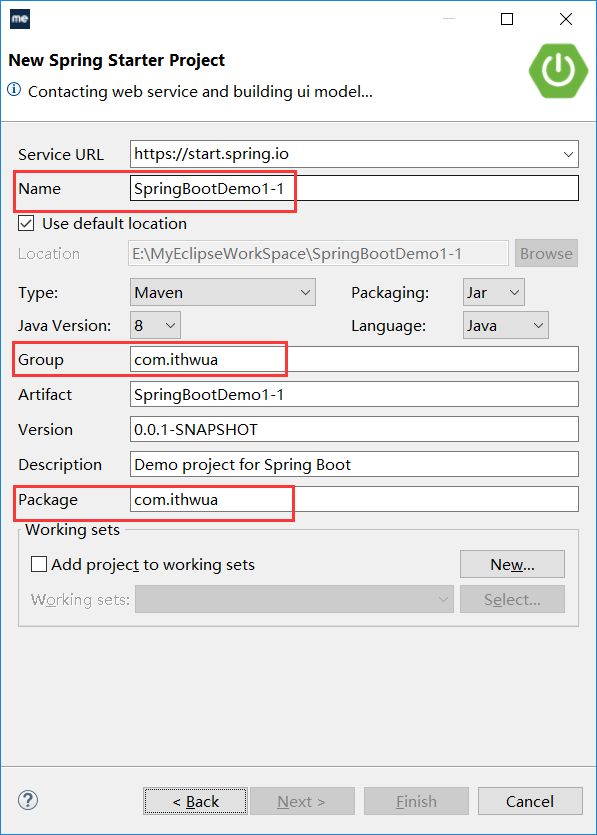 me
New Spring Starter Project
Contacting web service and building ui model...
Service URL https://start.spring.io
Name SpringBootDemo1-1
Use default location
Location E:\MyEclipseWorkSpace\SpringBootDemo1-1 Browse
Type: Maven Packaging: Jar
Java Version: 8 Language: Java
Group com.ithwua
Artifact SpringBootDemo1-1
Version 0.0.1-SNAPSHOT
Description Demo project for Spring Boot
Package com.ithwua
Working sets
Add project to working sets New...
Working sets: Select...
? < Back Next > Finish Cancel